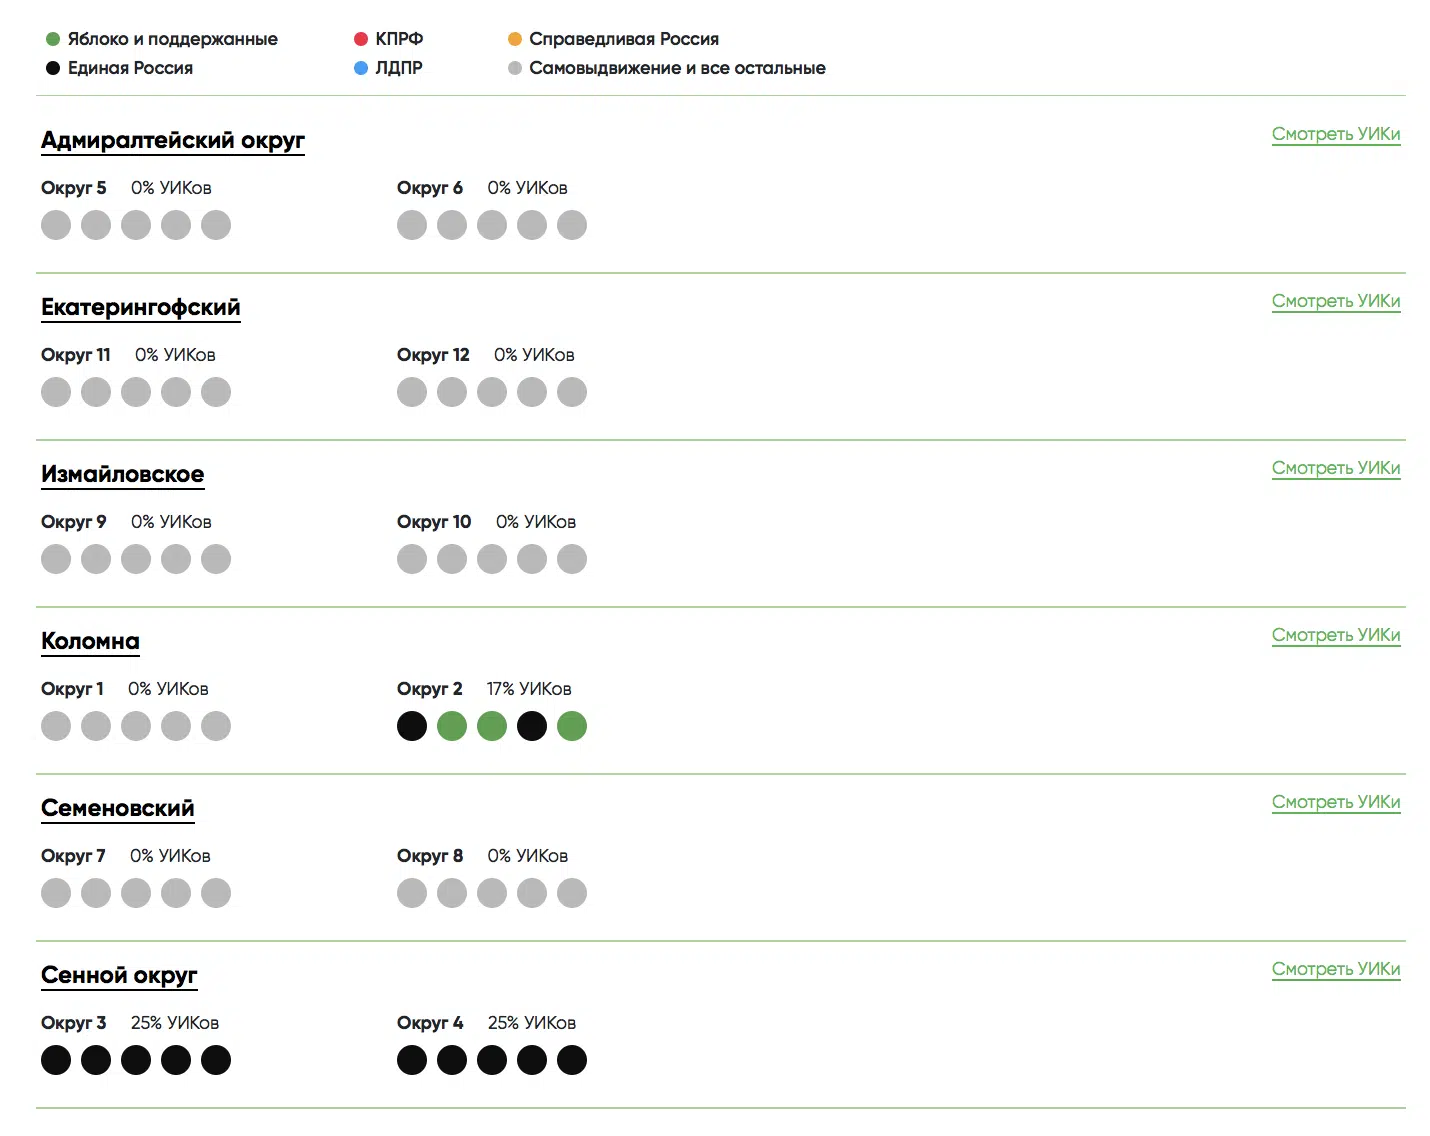 Яблоко и поддержанные КПРФ Справедливая Россия
Единая Россия ЛДПР Самовыдвижение и все остальные
Адмиралтейский округ Смотреть УИКи
Округ 5 0% УИКов Округ 6 0% УИКов
Екатерингофский Смотреть УИКи
Округ 11 0% УИКов Округ 12 0% УИКов
Измайловское Смотреть УИКи
Округ 9 0% УИКов Округ 10 0% УИКов
Коломна Смотреть УИКи
Округ 1 0% УИКов Округ 2 17% УИКов
Семеновский Смотреть УИКи
Округ 7 0% УИКов Округ 8 0% УИКов
Сенной округ Смотреть УИКи
Округ 3 25% УИКов Округ 4 25% УИКов